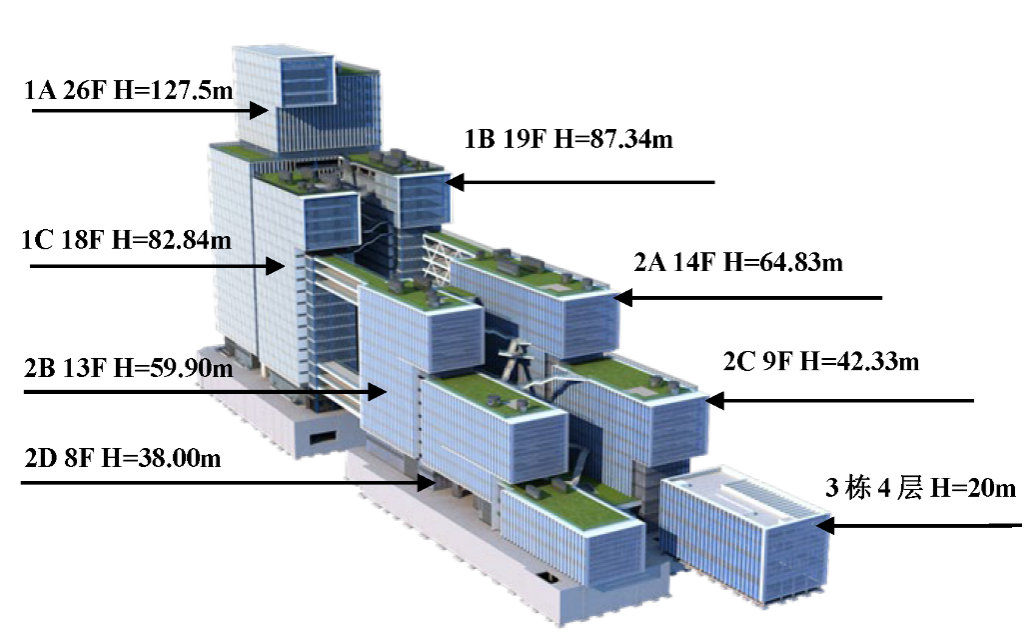 1A 26F H=127.5m
1B 19F H=87.34m
1C 18F H=82.84m
2A 14F H=64.83m
2B 13F H=59.90m
2C 9F H=42.33m
2D 8F H=38.00m
3栋4层 H=20m